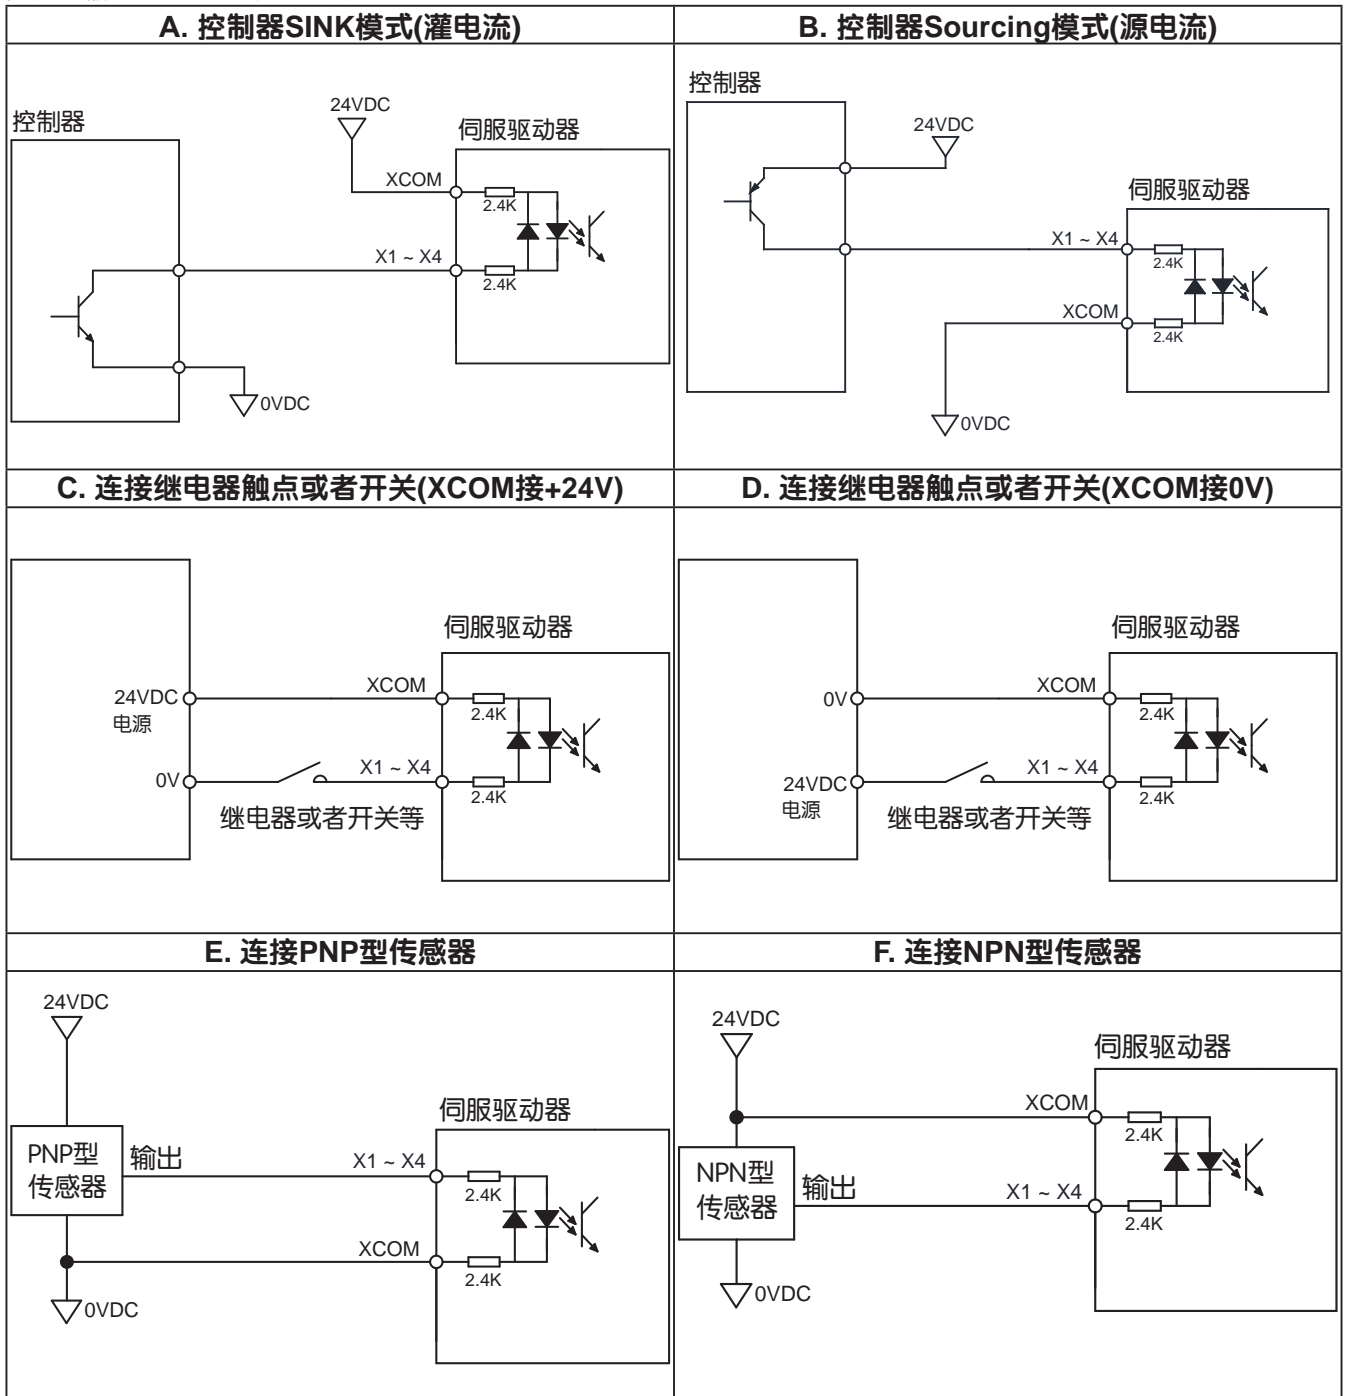 A. 控制器SINK模式(灌电流)
B. 控制器Sourcing模式(源电流)
控制器
24VDC
伺服驱动器
XCOM
2.4K
X1 ~ X4
2.4K
0VDC
控制器
24VDC
伺服驱动器
X1 ~ X4
2.4K
XCOM
2.4K
0VDC
C. 连接继电器触点或者开关(XCOM接+24V)
D. 连接继电器触点或者开关(XCOM接0V)
伺服驱动器
24VDC
电源
XCOM
2.4K
0V
X1 ~ X4
2.4K
继电器或者开关等
伺服驱动器
0V
XCOM
2.4K
24VDC
电源
X1 ~ X4
2.4K
继电器或者开关等
E. 连接PNP型传感器
F. 连接NPN型传感器
24VDC
伺服驱动器
PNP型
传感器
输出
X1 ~ X4
2.4K
XCOM
2.4K
0VDC
24VDC
伺服驱动器
XCOM
2.4K
NPN型
传感器
输出
X1 ~ X4
2.4K
0VDC